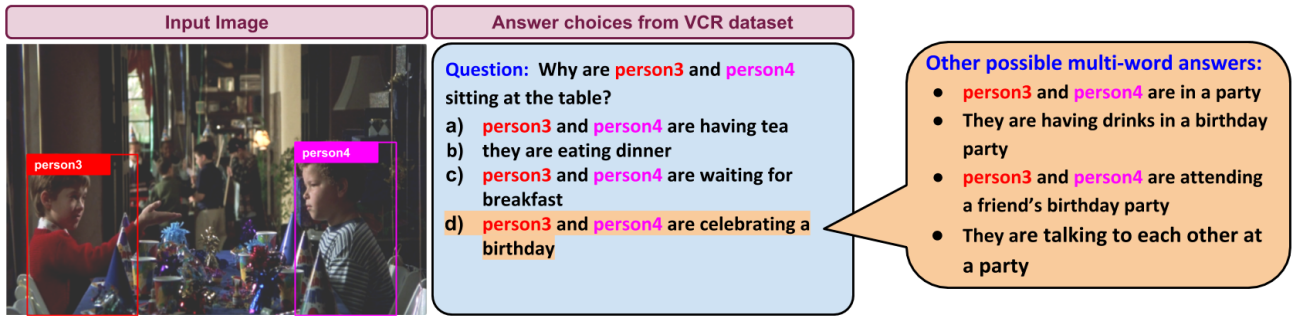 Input Image
Answer choices from VCR dataset
person3
person4
Question: Why are person3 and person4
sitting at the table?
a) person3 and person4 are having tea
b) they are eating dinner
c) person3 and person4 are waiting for
breakfast
d) person3 and person4 are celebrating a
birthday
Other possible multi-word answers:
● person3 and person4 are in a party
● They are having drinks in a birthday
party
● person3 and person4 are attending
a friend's birthday party
● They are talking to each other at
a party